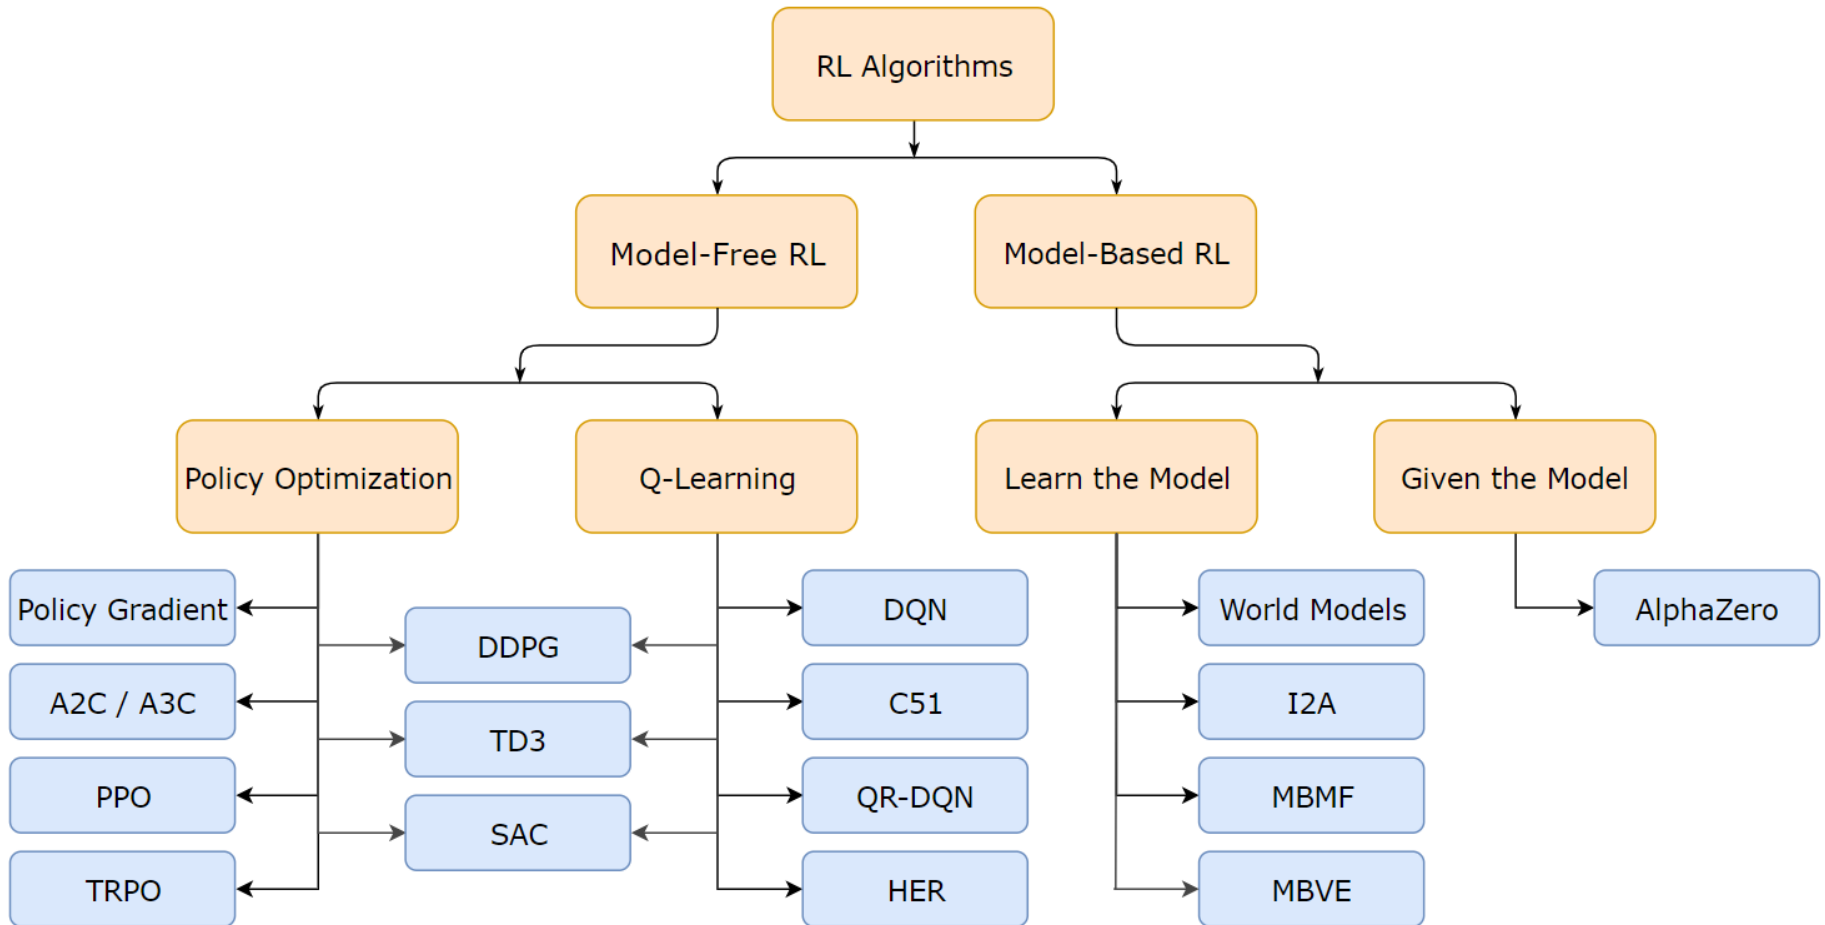 RL Algorithms
Model-Free RL
Model-Based RL
Policy Optimization
Q-Learning
Learn the Model
Given the Model
Policy Gradient
DQN
World Models
AlphaZero
DDPG
A2C / A3C
C51
I2A
TD3
PPO
QR-DQN
MBMF
SAC
TRPO
HER
MBVE